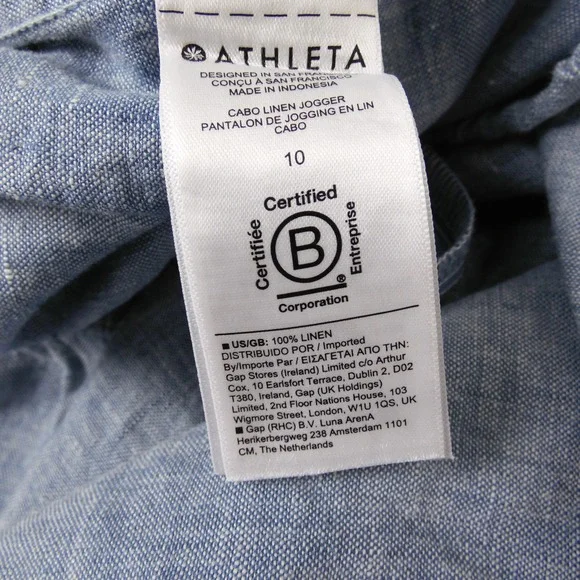 ATHLETA
DESIGNED IN SAN FRANCISCO
CONÇU À SAN FRANCISCO
MADE IN INDONESIA
CABO LINEN JOGGER
PANTALON DE JOGGING EN LIN
CABO
10
Certified
Certifiée
B
Entreprise
®
Corporation
■ US/GB: 100% LINEN
DISTRIBUIDO POR / Imported
By/Importe Par / ΕΙΣΑΓΕΤΑΙ ΑΠΟ ΤΗΝ:
Gap Stores (Ireland) Limited c/o Arthur
Cox, 10 Earlsfort Terrace, Dublin 2, D02
T380, Ireland, Gap (UK Holdings)
Limited, 2nd Floor Nations House, 103
Wigmore Street, London, W1U 1QS, UK
■ Gap (RHC) B.V. Luna ArenA
Herikerbergweg 238 Amsterdam 1101
CM, The Netherlands